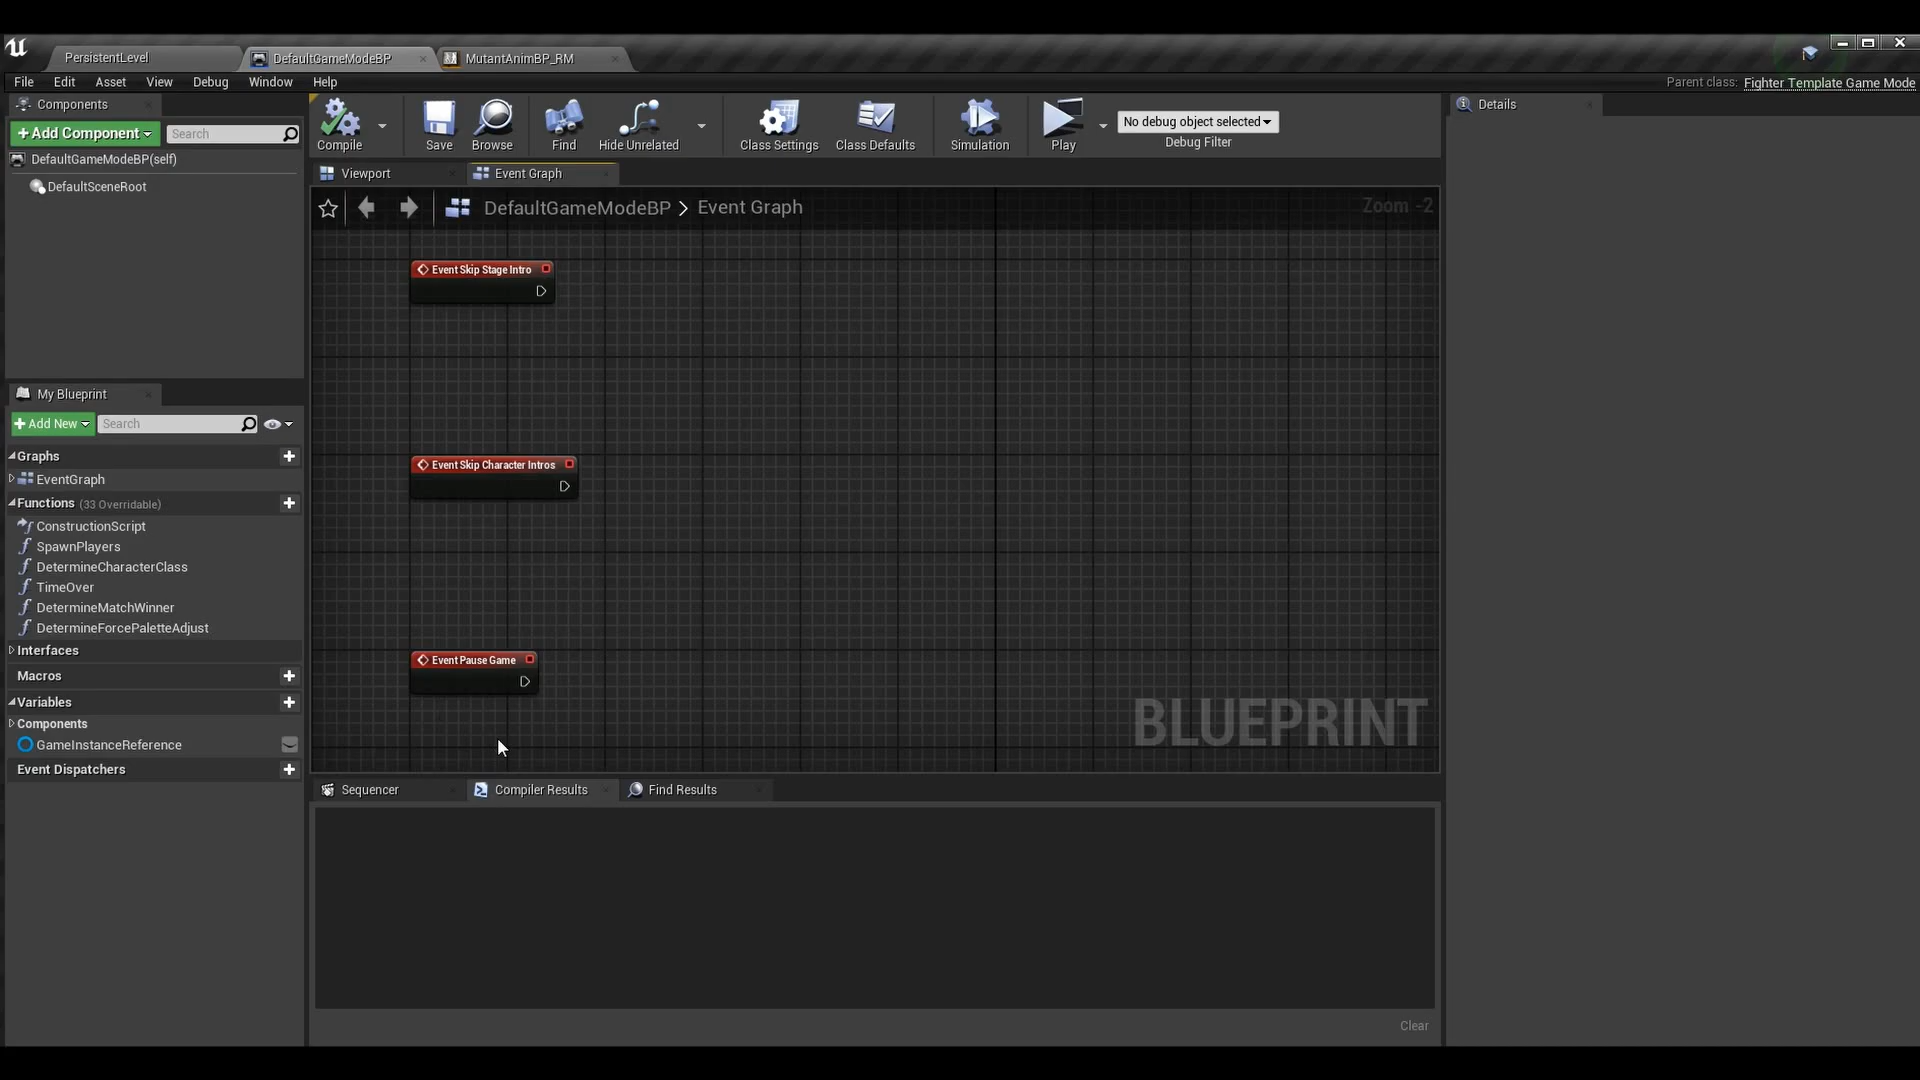 PersistentLevel
DefaultGameModeBP
MutantAnimBP_RM
File Edit Asset View Debug Window Help
Parent class: Fighter Template Game Mode
Components
+ Add Component
Search
DefaultGameModeBP(self)
DefaultSceneRoot
My Blueprint
+ Add New
Search
Graphs
EventGraph
Functions (33 Overridable)
ConstructionScript
SpawnPlayers
DetermineCharacterClass
TimeOver
DetermineMatchWinner
DetermineForcePaletteAdjust
Interfaces
Macros
Variables
Components
GameInstanceReference
Event Dispatchers
Compile
Save
Browse
Find
Hide Unrelated
Class Settings
Class Defaults
Simulation
Play
No debug object selected
Debug Filter
Viewport
Event Graph
DefaultGameModeBP > Event Graph
Zoom -2
Event Skip Stage Intro
Event Skip Character Intros
Event Pause Game
BLUEPRINT
Sequencer
Compiler Results
Find Results
Clear
Details